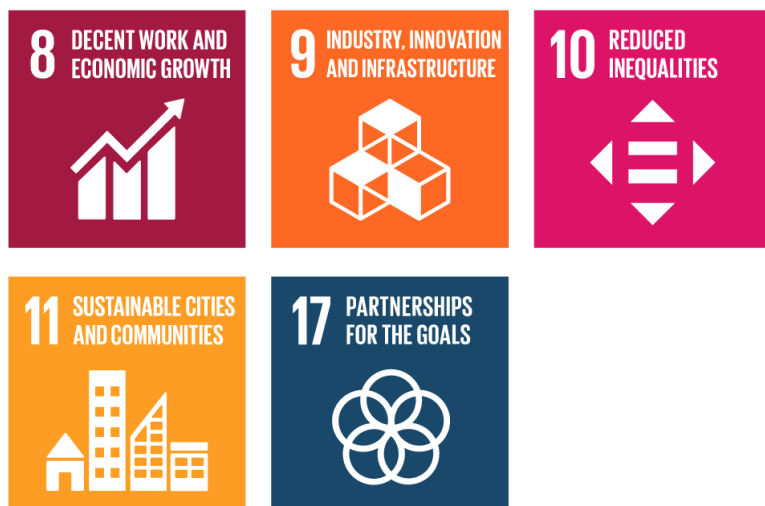 8 DECENT WORK AND
ECONOMIC GROWTH
9 INDUSTRY, INNOVATION
AND INFRASTRUCTURE
10 REDUCED
INEQUALITIES
11 SUSTAINABLE CITIES
AND COMMUNITIES
17 PARTNERSHIPS
FOR THE GOALS